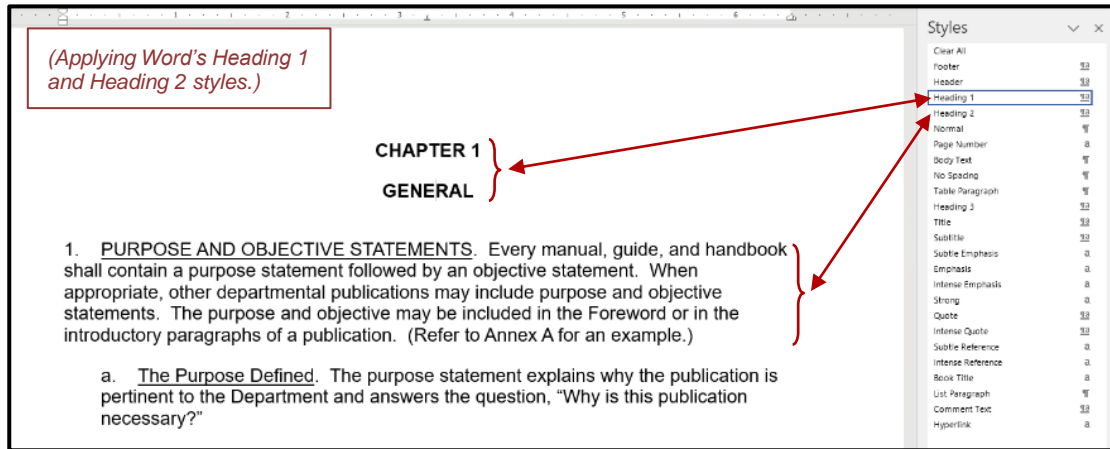 1 2 3 4 5 6
(Applying Word’s Heading 1
and Heading 2 styles.)
CHAPTER 1
GENERAL
1. PURPOSE AND OBJECTIVE STATEMENTS. Every manual, guide, and handbook
shall contain a purpose statement followed by an objective statement. When
appropriate, other departmental publications may include purpose and objective
statements. The purpose and objective may be included in the Foreword or in the
introductory paragraphs of a publication. (Refer to Annex A for an example.)
a. The Purpose Defined. The purpose statement explains why the publication is
pertinent to the Department and answers the question, “Why is this publication
necessary?”
Styles
Clear All
Footer ¶a
Header ¶a
Heading 1 ¶a
Heading 2 ¶a
Normal ¶
Page Number a
Body Text ¶
No Spacing ¶
Table Paragraph ¶
Heading 3 ¶a
Title ¶a
Subtitle ¶a
Subtle Emphasis a
Emphasis a
Intense Emphasis a
Strong a
Quote ¶a
Intense Quote ¶a
Subtle Reference a
Intense Reference a
Book Title a
List Paragraph ¶
Comment Text ¶a
Hyperlink a